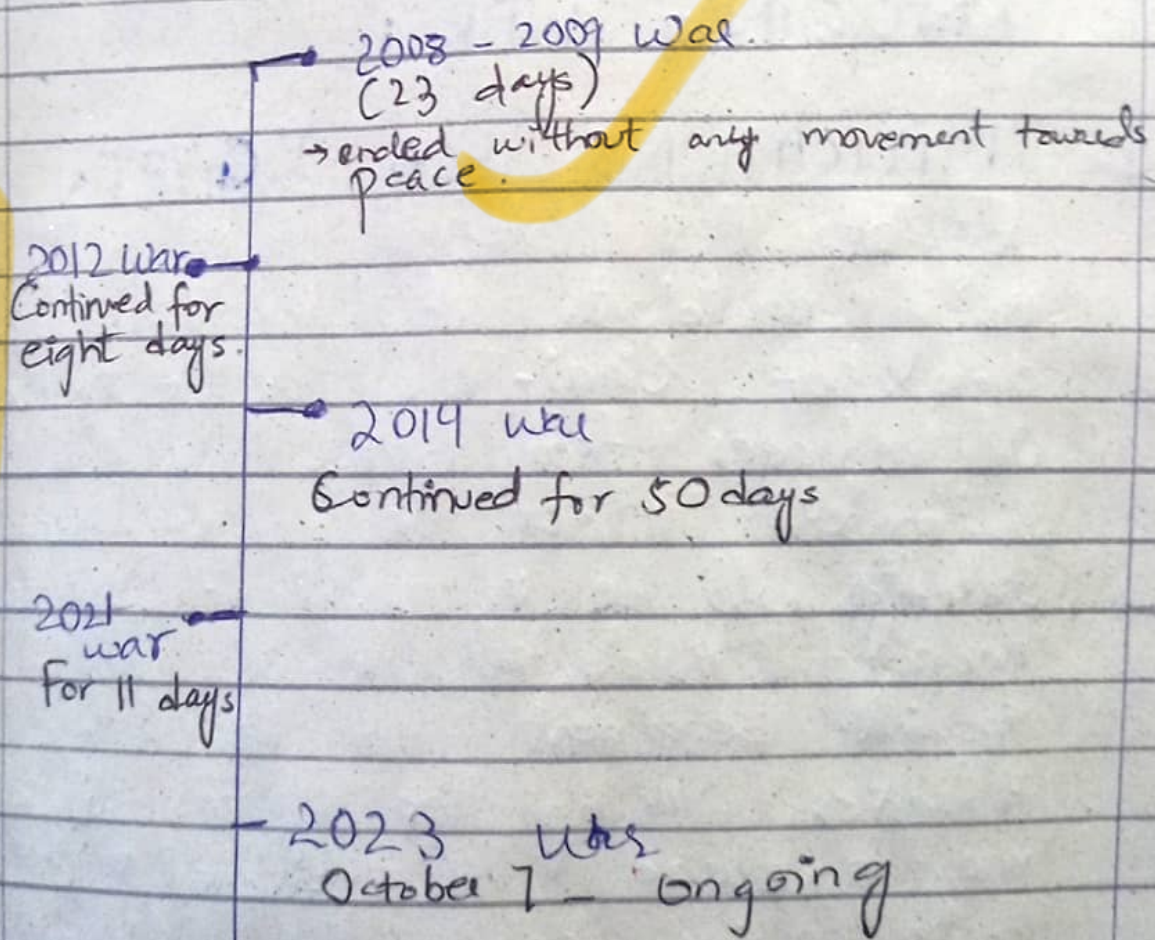 2008 - 2009 War.
(23 days)
→ ended without any movement towards
peace.
2012 War
Continued for
eight days.
2014 War
Continued for 50 days
2021
war
For 11 days
2023 War
October 7 - ongoing